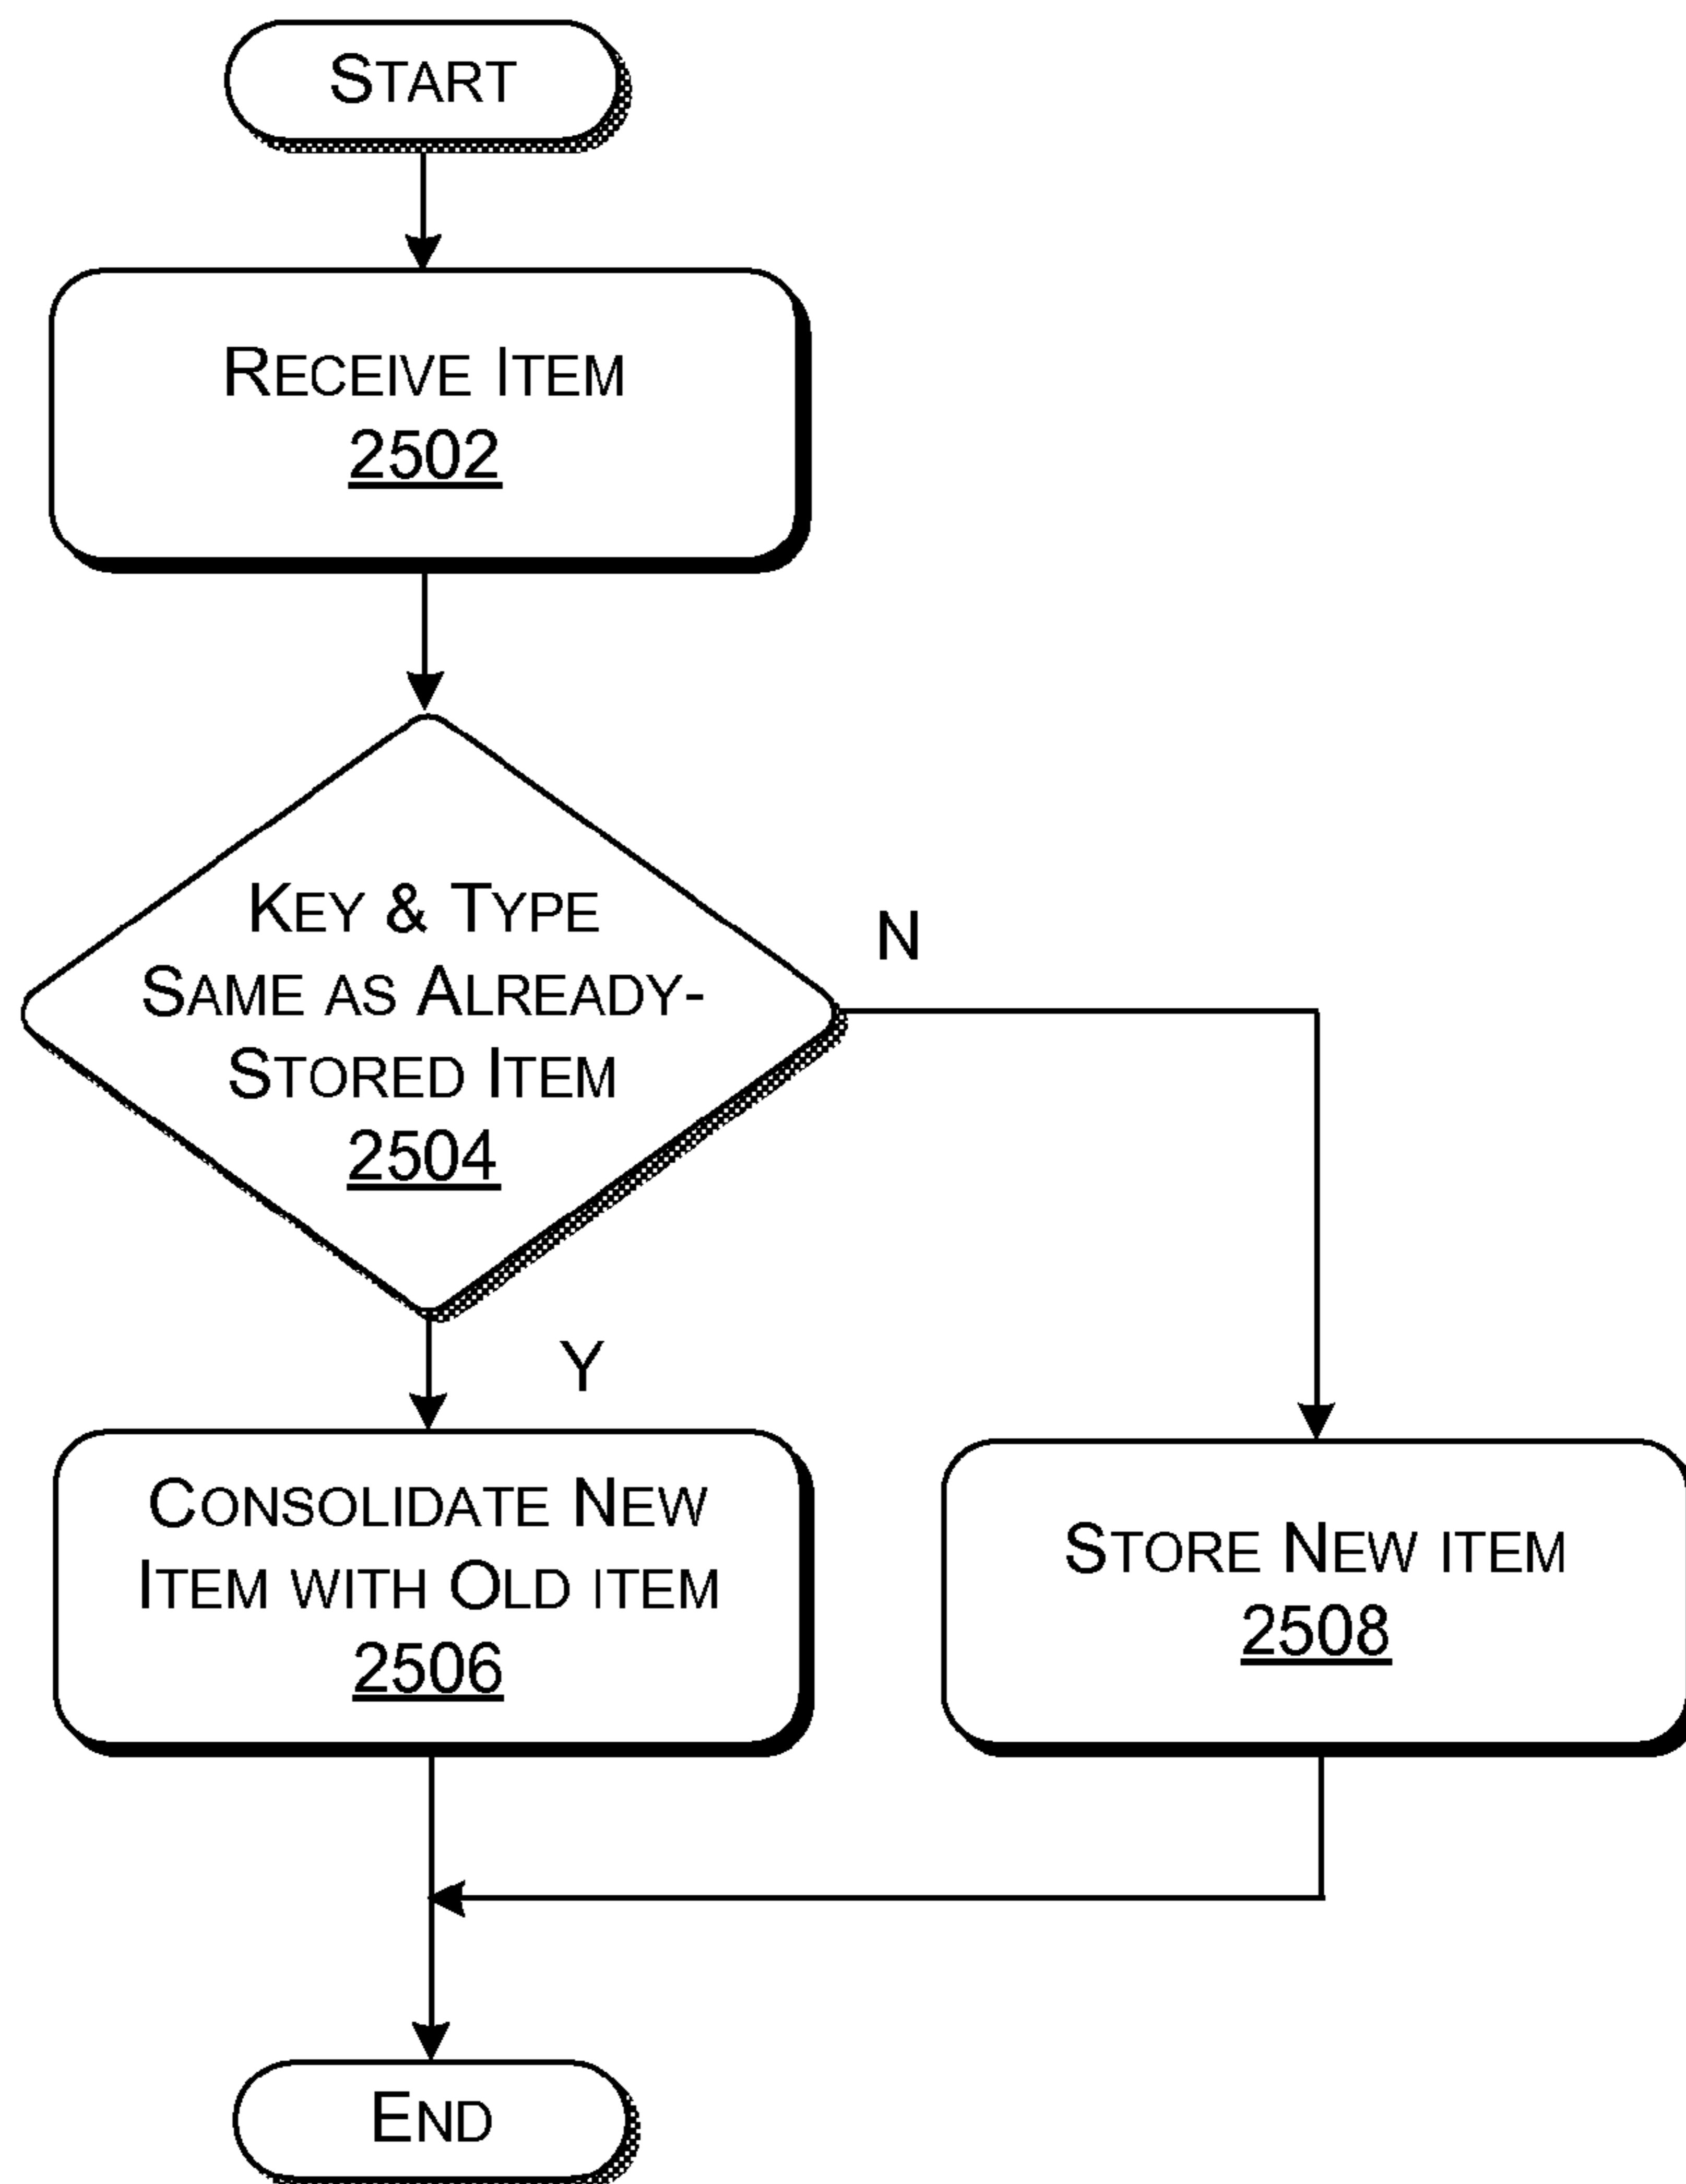 START
RECEIVE ITEM
2502
KEY & TYPE
SAME AS ALREADY-
STORED ITEM
2504
N
Y
CONSOLIDATE NEW
ITEM WITH OLD ITEM
2506
STORE NEW ITEM
2508
END